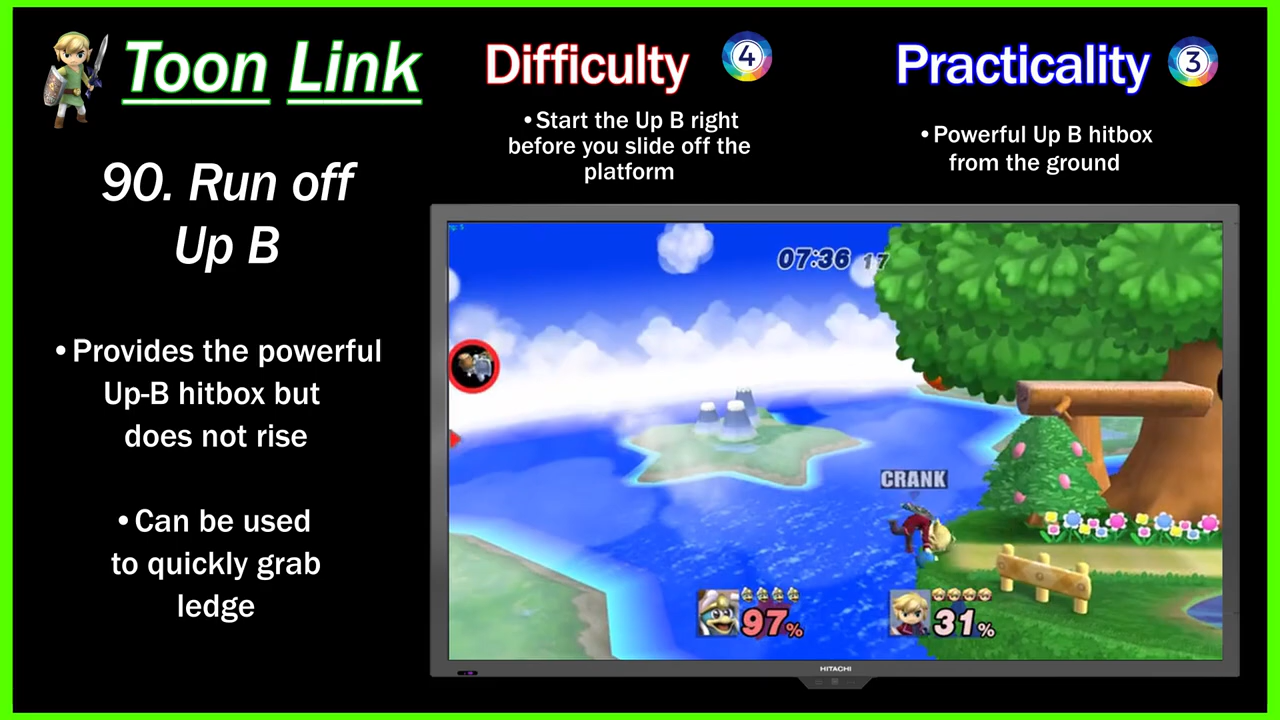 Toon Link
90. Run off
Up B
•Provides the powerful
Up-B hitbox but
does not rise
•Can be used
to quickly grab
ledge
Difficulty 4
•Start the Up B right
before you slide off the
platform
Practicality 3
•Powerful Up B hitbox
from the ground
07:36 17
CRANK
97%
31%
HITACHI